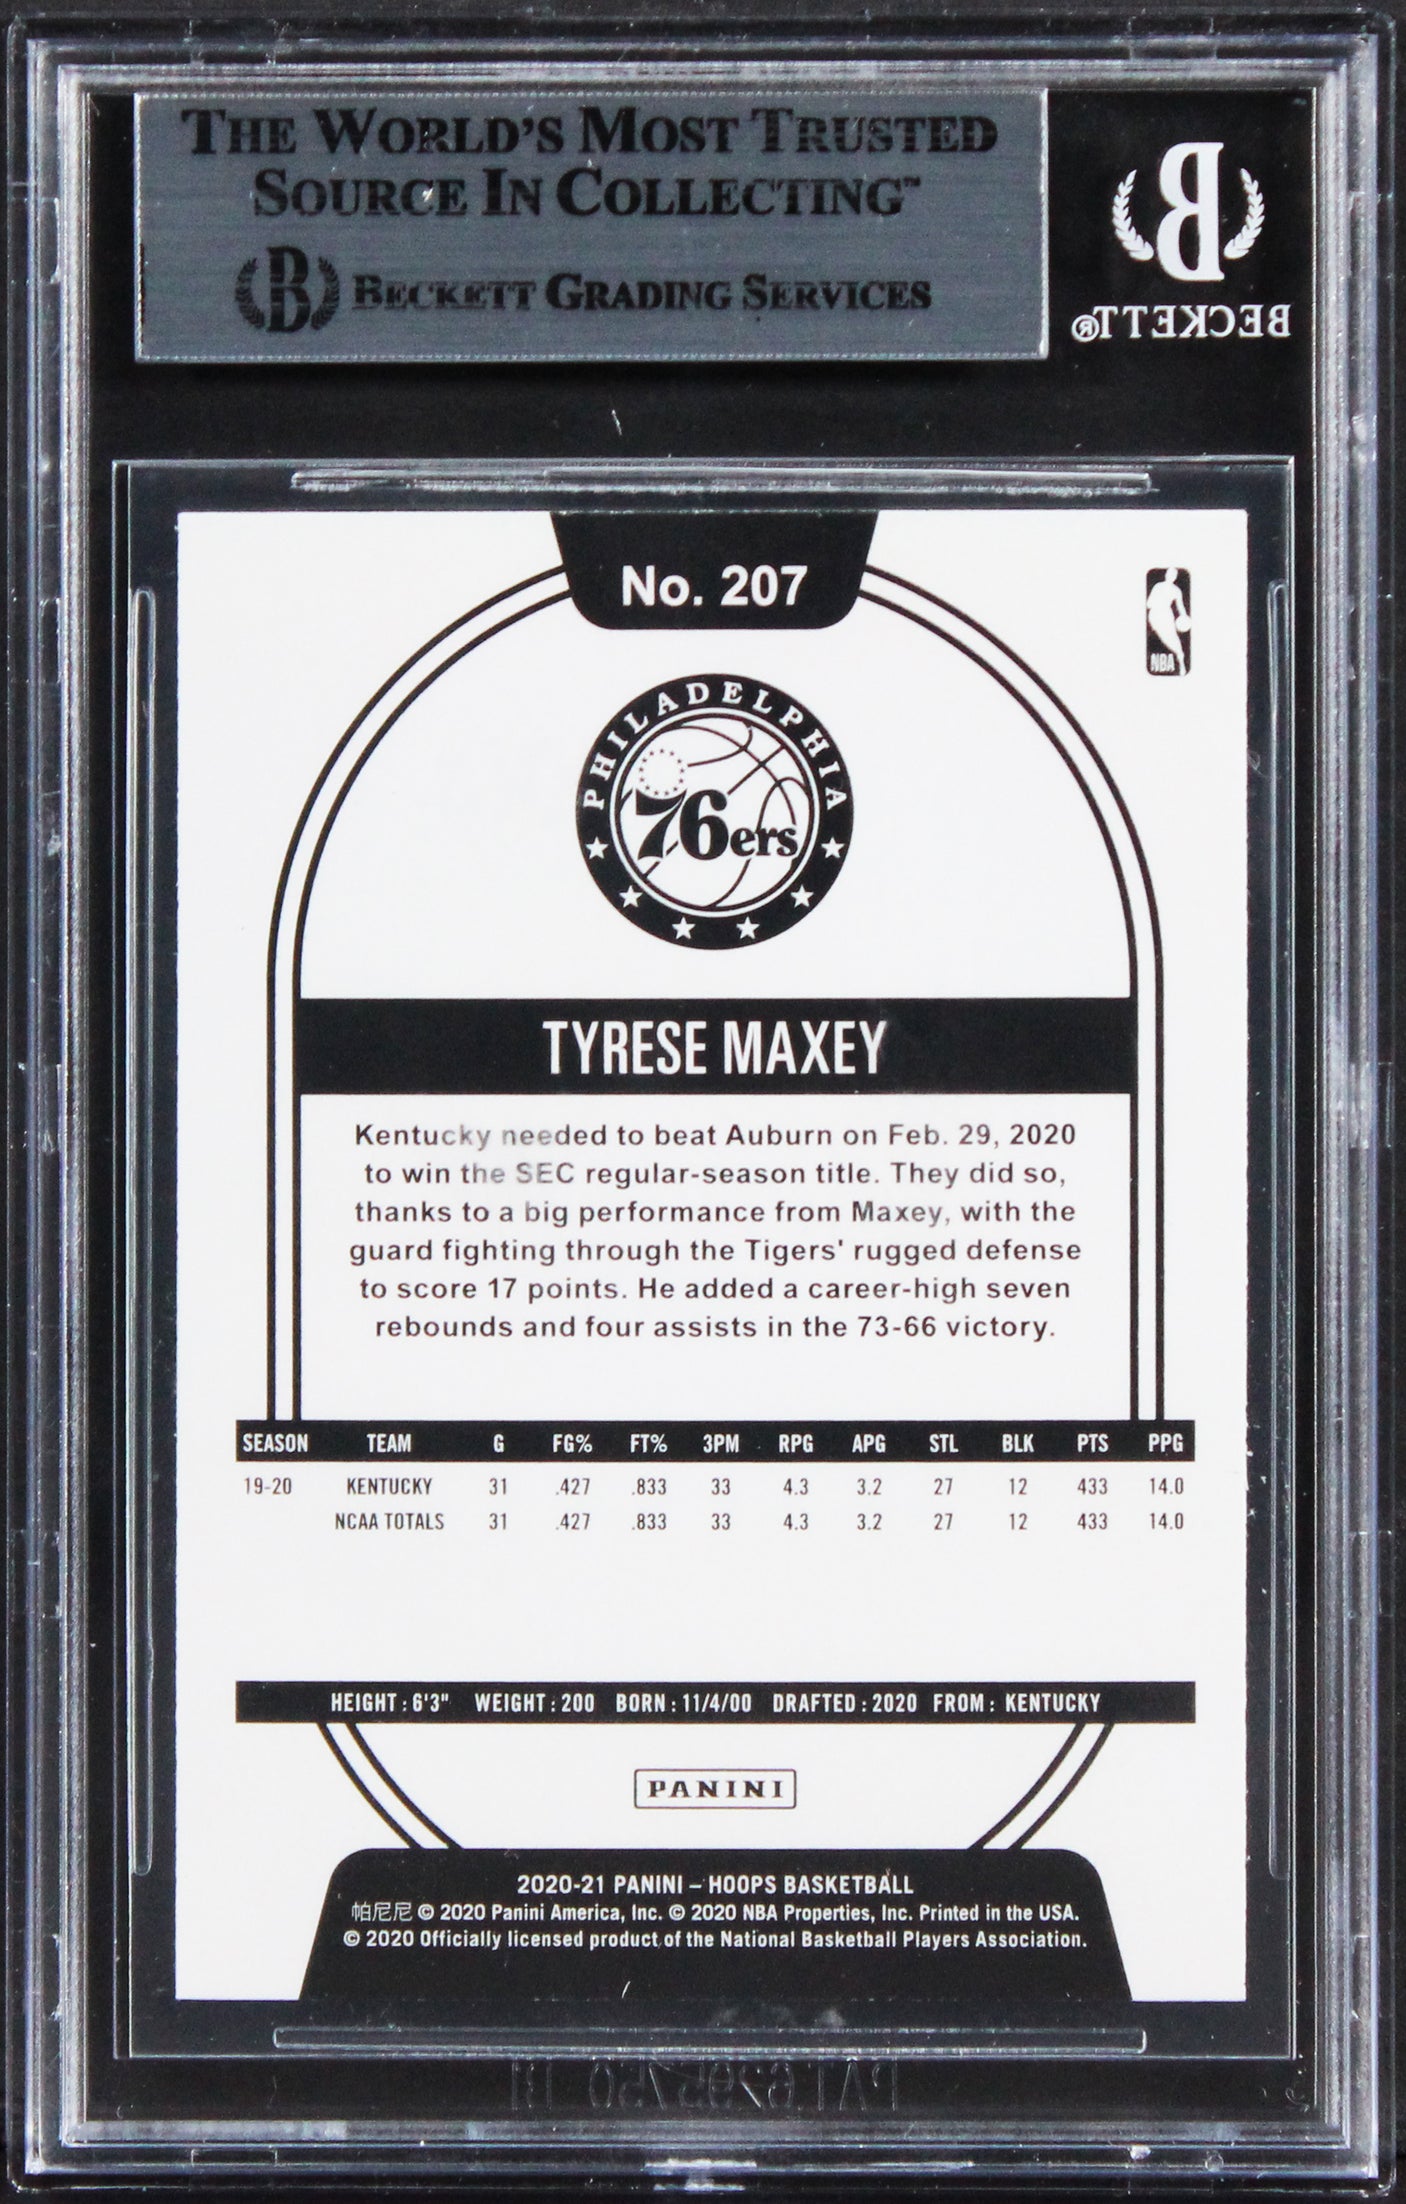 THE WORLD'S MOST TRUSTED
SOURCE IN COLLECTING™
B BECKETT GRADING SERVICES
B
BECKETT®
No. 207
NBA
PHILADELPHIA
76ers
TYRESE MAXEY
Kentucky needed to beat Auburn on Feb. 29, 2020
to win the SEC regular-season title. They did so,
thanks to a big performance from Maxey, with the
guard fighting through the Tigers' rugged defense
to score 17 points. He added a career-high seven
rebounds and four assists in the 73-66 victory.
SEASON TEAM G FG% FT% 3PM RPG APG STL BLK PTS PPG
19-20 KENTUCKY 31 .427 .833 33 4.3 3.2 27 12 433 14.0
NCAA TOTALS 31 .427 .833 33 4.3 3.2 27 12 433 14.0
HEIGHT : 6'3" WEIGHT : 200 BORN : 11/4/00 DRAFTED : 2020 FROM : KENTUCKY
PANINI
2020-21 PANINI – HOOPS BASKETBALL
帕尼尼 © 2020 Panini America, Inc. © 2020 NBA Properties, Inc. Printed in the USA.
© 2020 Officially licensed product of the National Basketball Players Association.